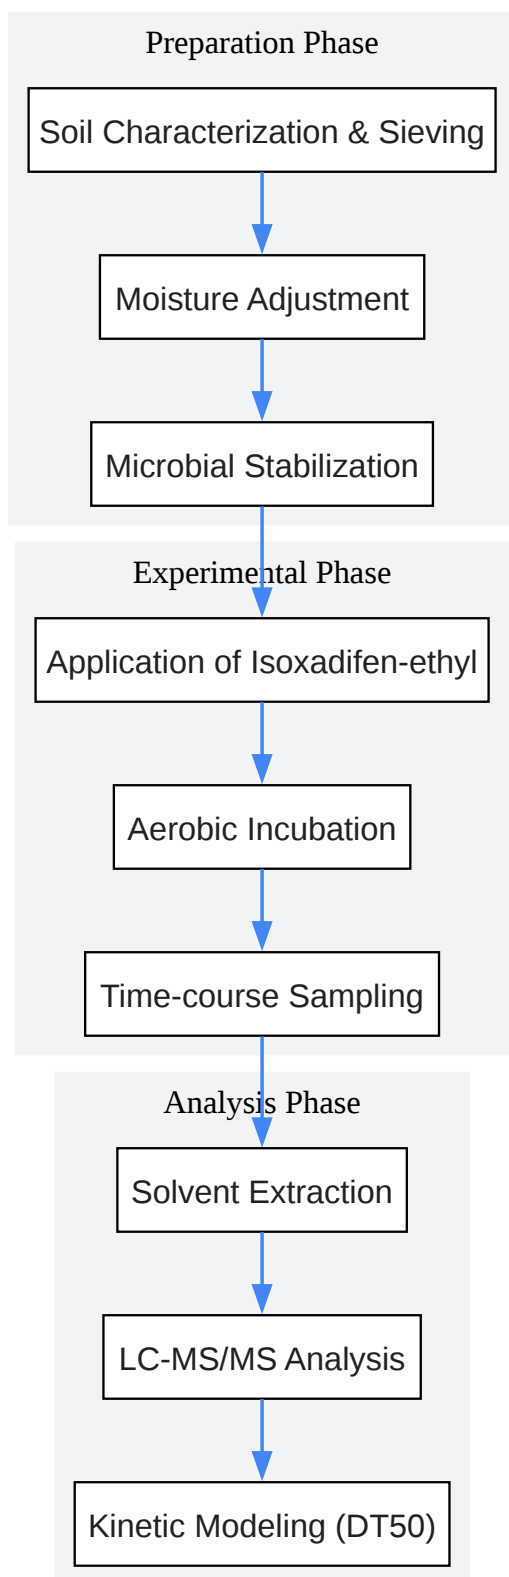 Preparation Phase
Soil Characterization & Sieving
Moisture Adjustment
Microbial Stabilization
Experimental Phase
Application of Isoxadifen-ethyl
Aerobic Incubation
Time-course Sampling
Analysis Phase
Solvent Extraction
LC-MS/MS Analysis
Kinetic Modeling (DT50)